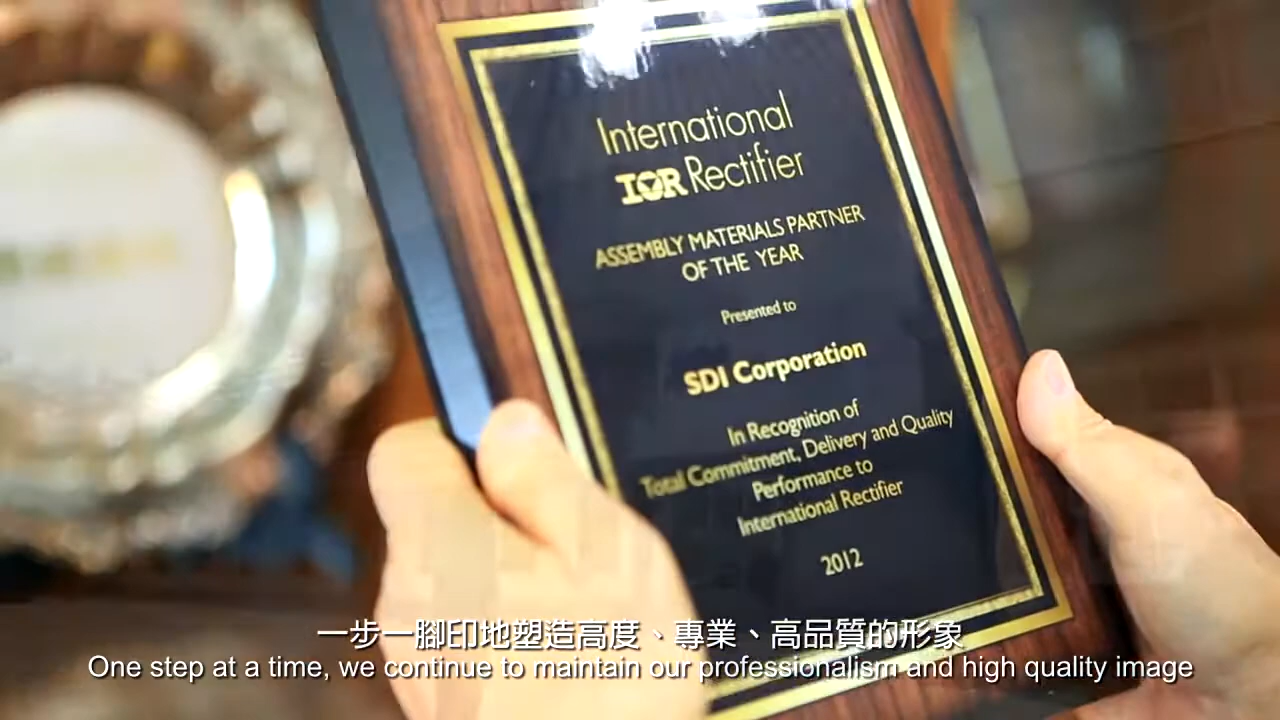 International
IOR Rectifier
ASSEMBLY MATERIALS PARTNER
OF THE YEAR
Presented to
SDI Corporation
In Recognition of
Total Commitment, Delivery and Quality
Performance to
International Rectifier
2012
一步一腳印地塑造高度、專業、高品質的形象
One step at a time, we continue to maintain our professionalism and high quality image